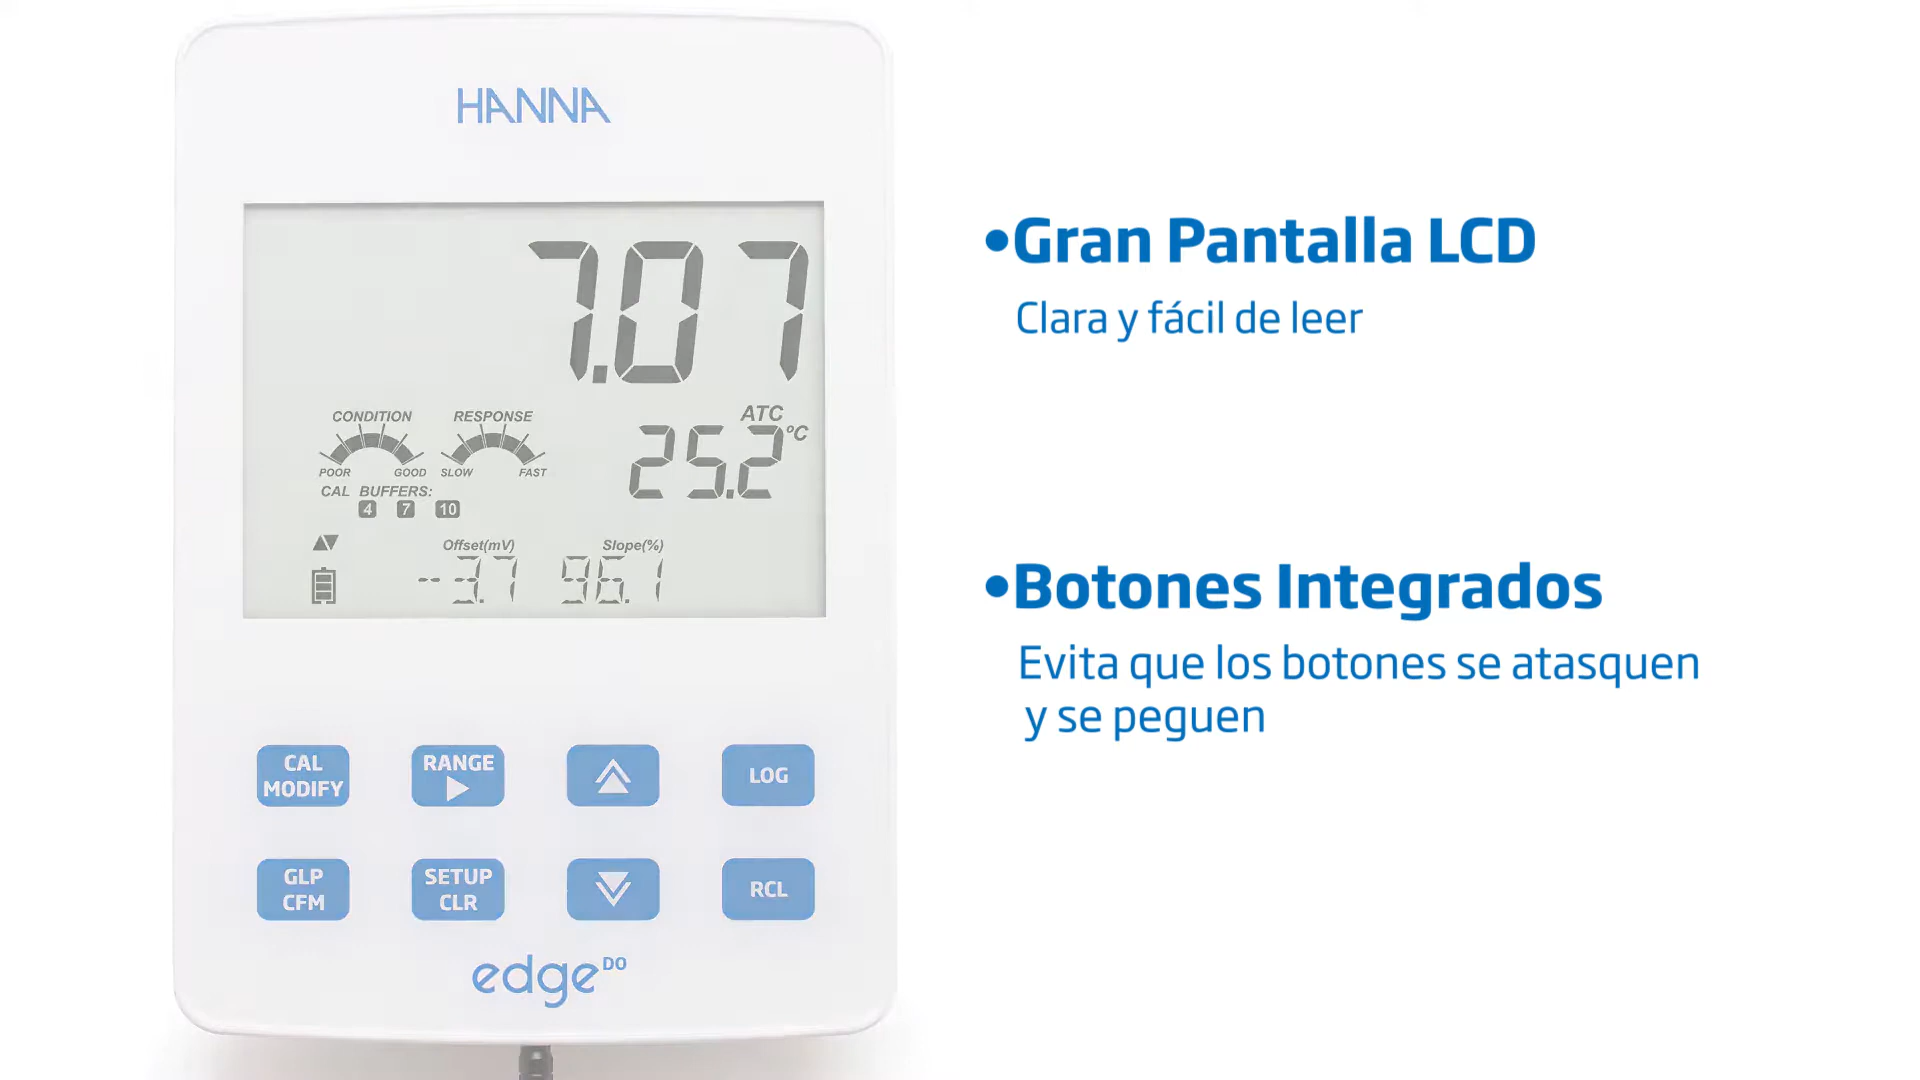 HANNA
7.07
CONDITION RESPONSE ATC
25.2 °C
POOR GOOD SLOW FAST
CAL BUFFERS:
4 7 10
Offset(mV) Slope(%)
-3.7 96.1
CAL MODIFY
RANGE
LOG
GLP CFM
SETUP CLR
RCL
edge DO
•Gran Pantalla LCD
Clara y fácil de leer
•Botones Integrados
Evita que los botones se atasquen
y se peguen